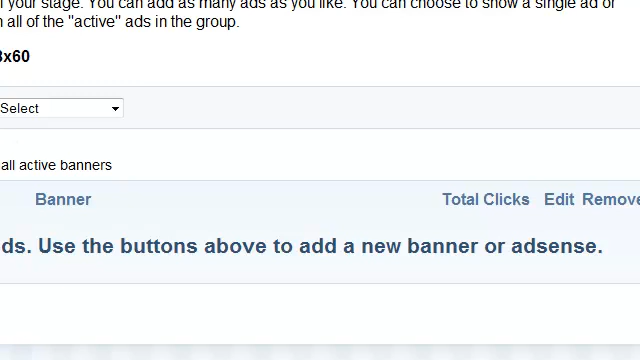 your stage. You can add as many ads as you like. You can choose to show a single ad or
all of the "active" ads in the group.
x60
Select
all active banners
Banner Total Clicks Edit Remove
ds. Use the buttons above to add a new banner or adsense.